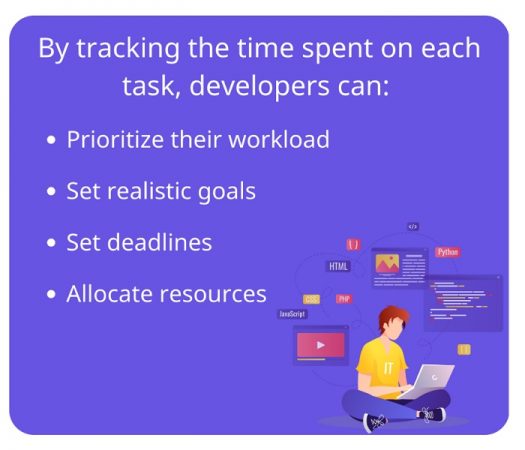 By tracking the time spent on each
task, developers can:
• Prioritize their workload
• Set realistic goals
• Set deadlines
• Allocate resources
</>
{ }
Python
HTML
CSS
PHP
JavaScript
IT